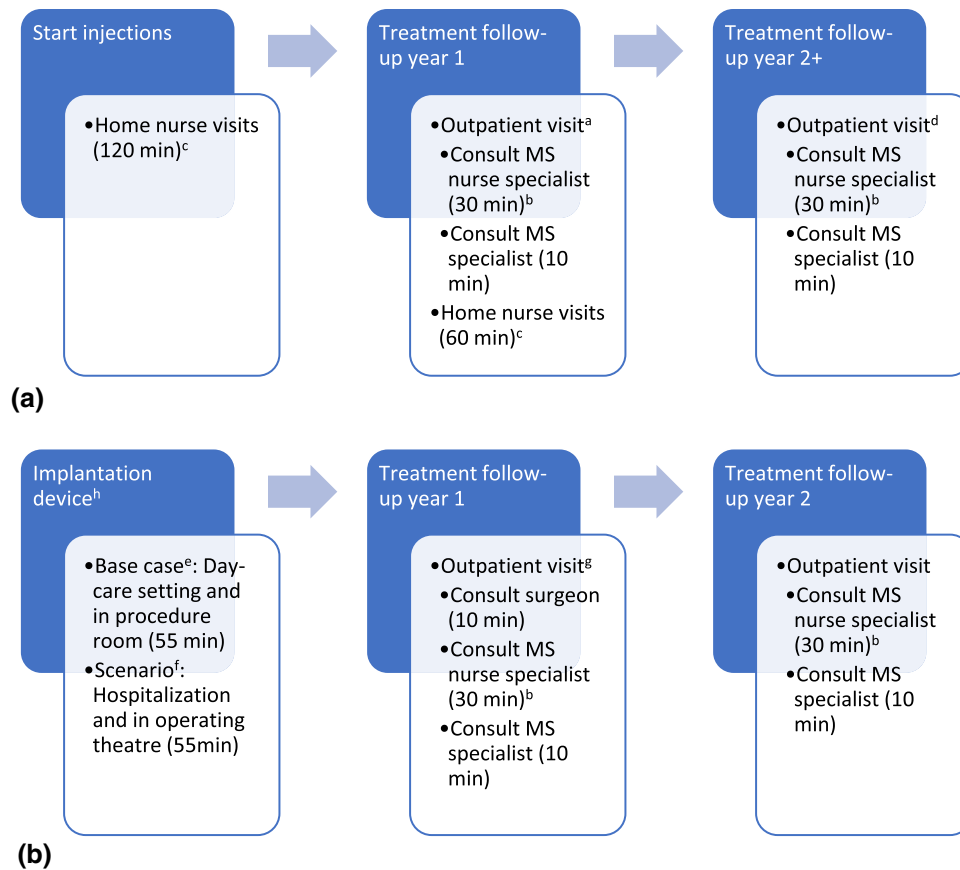 Start injections
•Home nurse visits
(120 min)ᶜ
Treatment follow-
up year 1
•Outpatient visitᵃ
•Consult MS
nurse specialist
(30 min)ᵇ
•Consult MS
specialist (10
min)
•Home nurse visits
(60 min)ᶜ
Treatment follow-
up year 2+
•Outpatient visitᵈ
•Consult MS
nurse specialist
(30 min)ᵇ
•Consult MS
specialist (10
min)
(a)
Implantation
deviceʰ
•Base caseᵉ: Day-
care setting and
in procedure
room (55 min)
•Scenarioᶠ:
Hospitalization
and in operating
theatre (55min)
Treatment follow-
up year 1
•Outpatient visitᵍ
•Consult surgeon
(10 min)
•Consult MS
nurse specialist
(30 min)ᵇ
•Consult MS
specialist (10
min)
Treatment follow-
up year 2
•Outpatient visit
•Consult MS
nurse specialist
(30 min)ᵇ
•Consult MS
specialist (10
min)
(b)